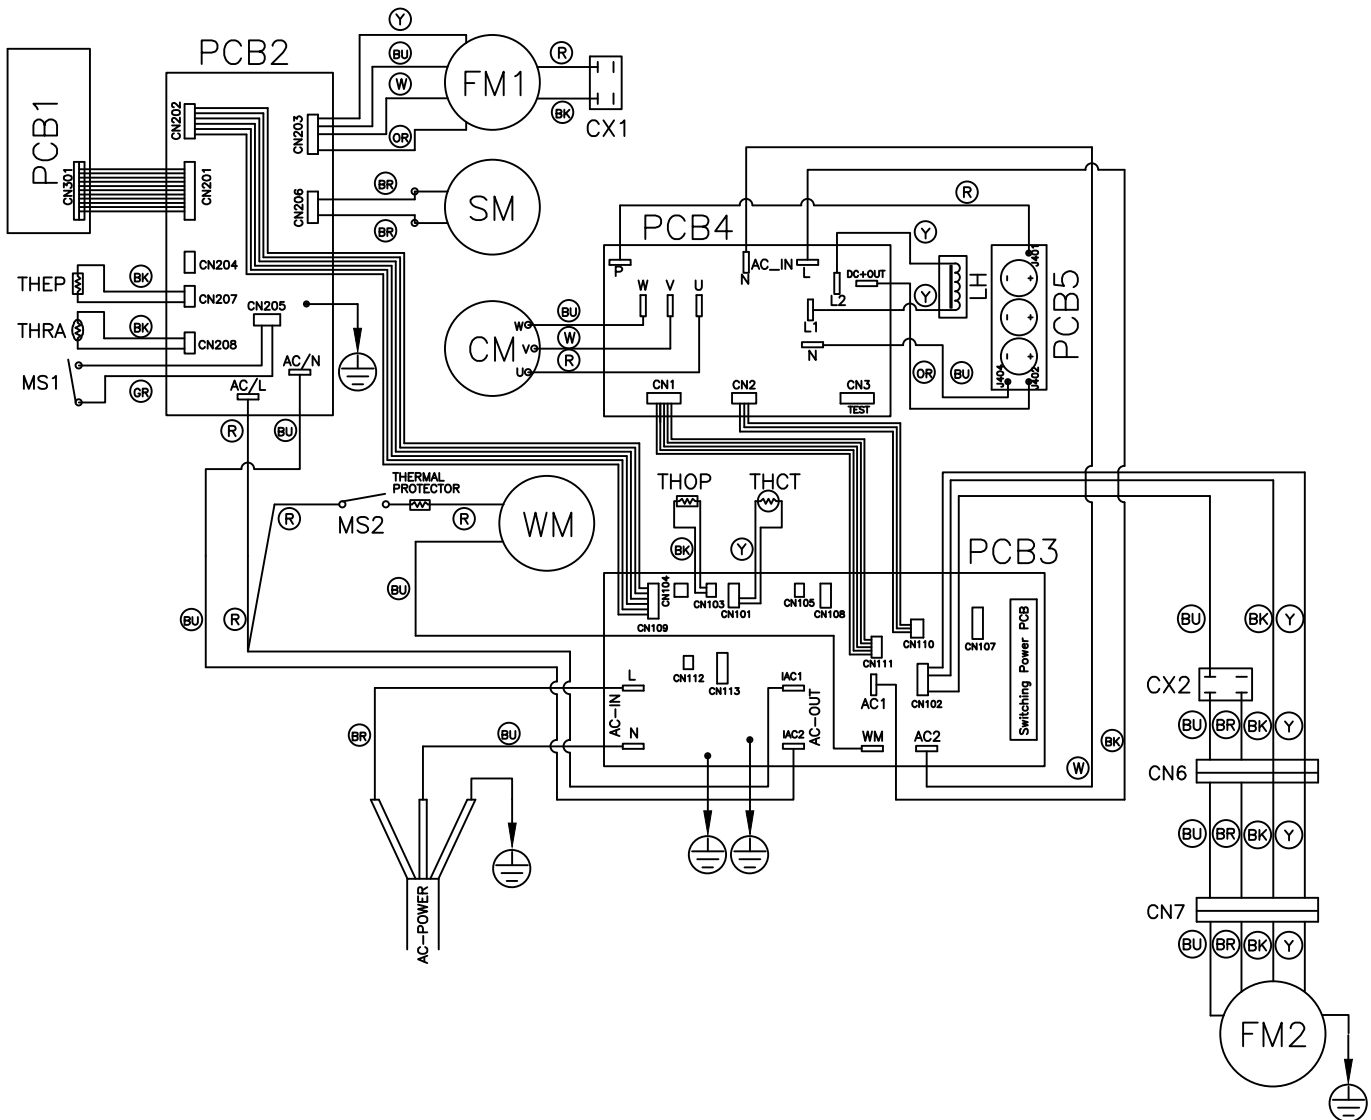 PCB1
CN301
PCB2
CN202
CN201
CN203
CN206
CN204
CN207
CN205
CN208
AC/N
AC/L
THEP
BK
THRA
BK
MS1
GR
R
BU
Y
BU
W
OR
FM1
R
BK
CX1
BR
BR
SM
CM
W
V
U
BU
W
R
PCB4
P
W
V
U
N
AC_IN
L
L2
DC+OUT
L1
N
CN1
CN2
CN3
TEST
R
Y
Y
LH
OR
BU
PCB5
J401
J404
J402
- +
- +
- +
THERMAL
PROTECTOR
R
MS2
R
WM
BU
BU
R
THOP
BK
THCT
Y
PCB3
CN104
CN103
CN101
CN109
CN105
CN108
CN111
CN110
CN107
CN112
CN113
CN102
Switching Power PCB
L
AC-IN
N
IAC1
AC-OUT
IAC2
AC1
WM
AC2
BR
BU
AC-POWER
W
BK
BU
BK
Y
CX2
BU
BR
BK
Y
CN6
BU
BR
BK
Y
CN7
BU
BR
BK
Y
FM2